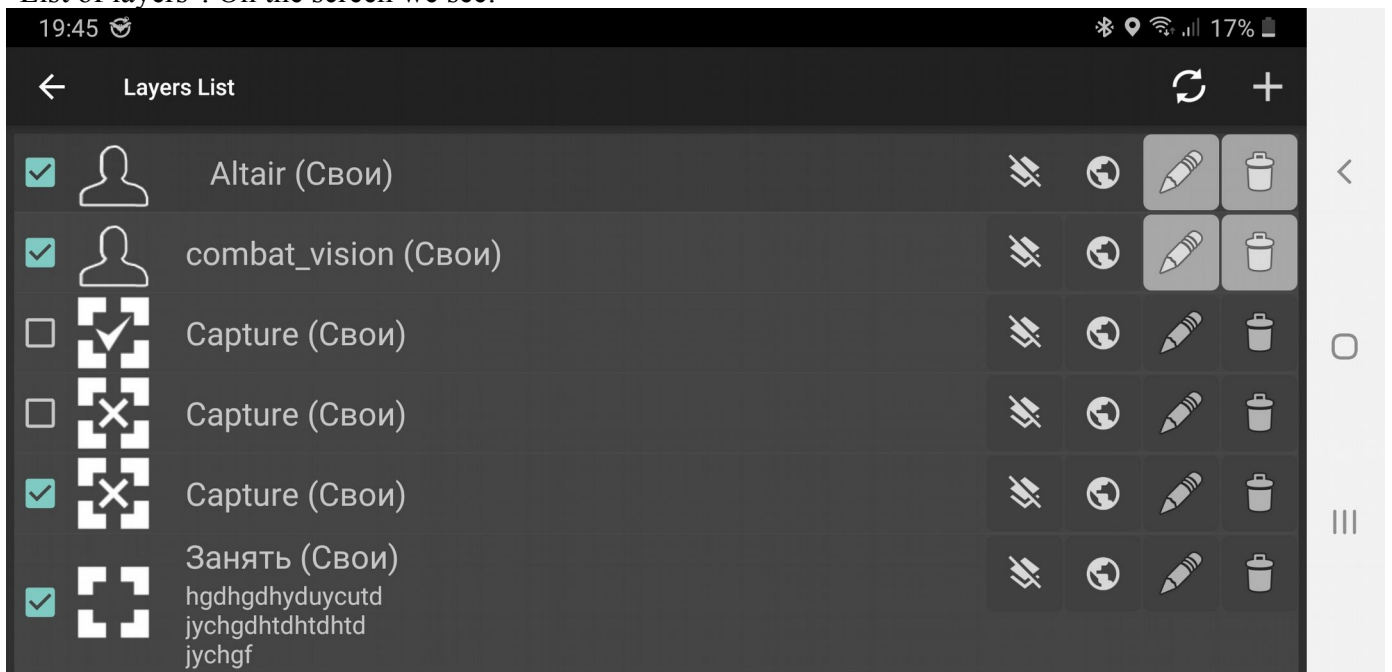 "List of layers". On the screen we see:
19:45
17%
Layers List
Altair (Свои)
combat_vision (Свои)
Capture (Свои)
Capture (Свои)
Capture (Свои)
Занять (Свои)
hgdhgdhyduycutd
jychgdhtdhtdhtd
jychgf